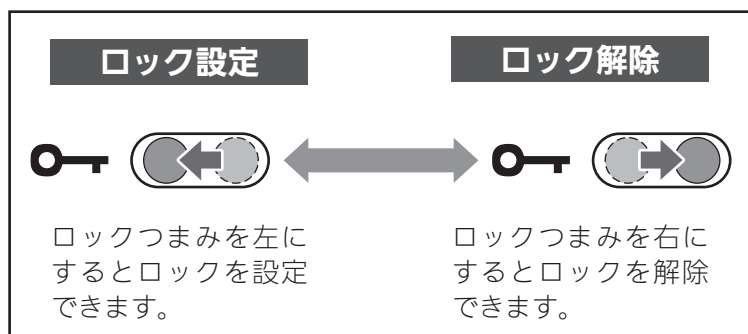 ロック設定
ロックつまみを左に
するとロックを設定
できます。
ロック解除
ロックつまみを右に
するとロックを解除
できます。